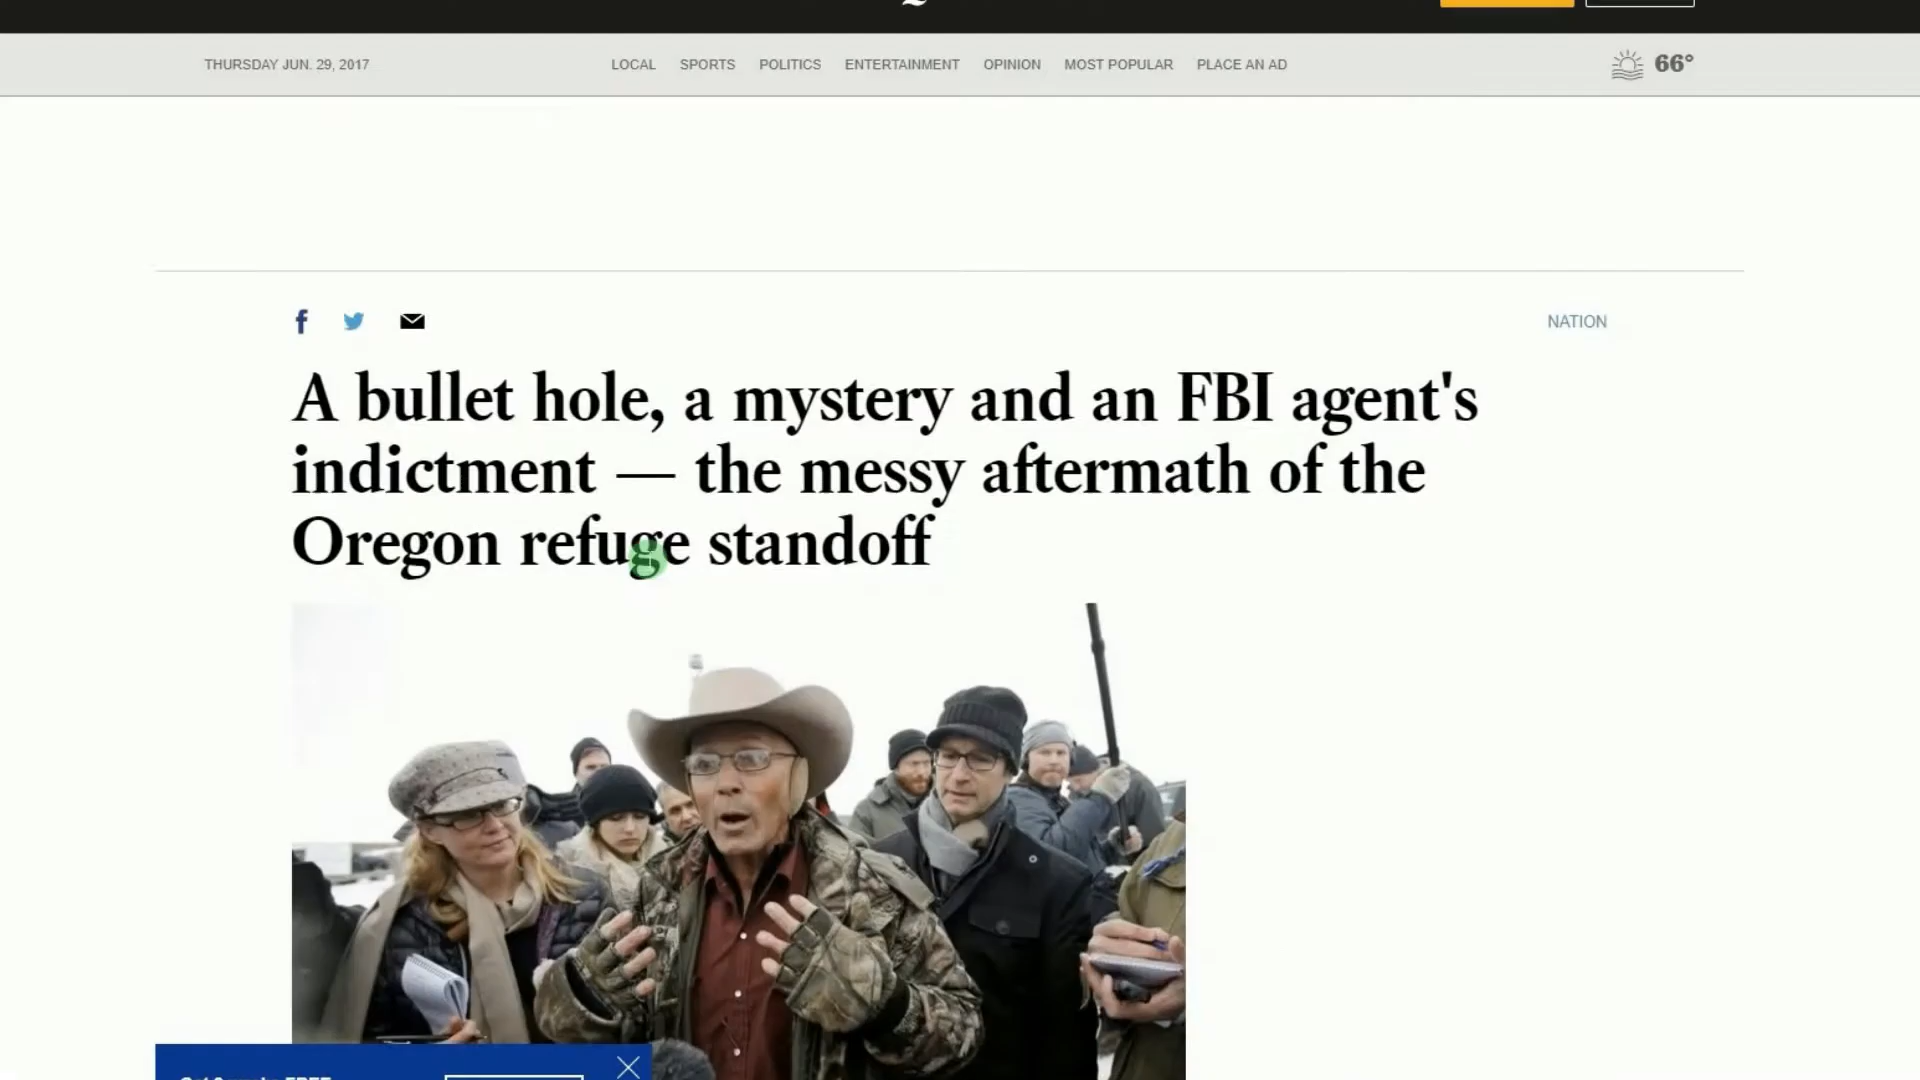 THURSDAY JUN. 29, 2017 LOCAL SPORTS POLITICS ENTERTAINMENT OPINION MOST POPULAR PLACE AN AD 66°
NATION
A bullet hole, a mystery and an FBI agent's
indictment — the messy aftermath of the
Oregon refuge standoff